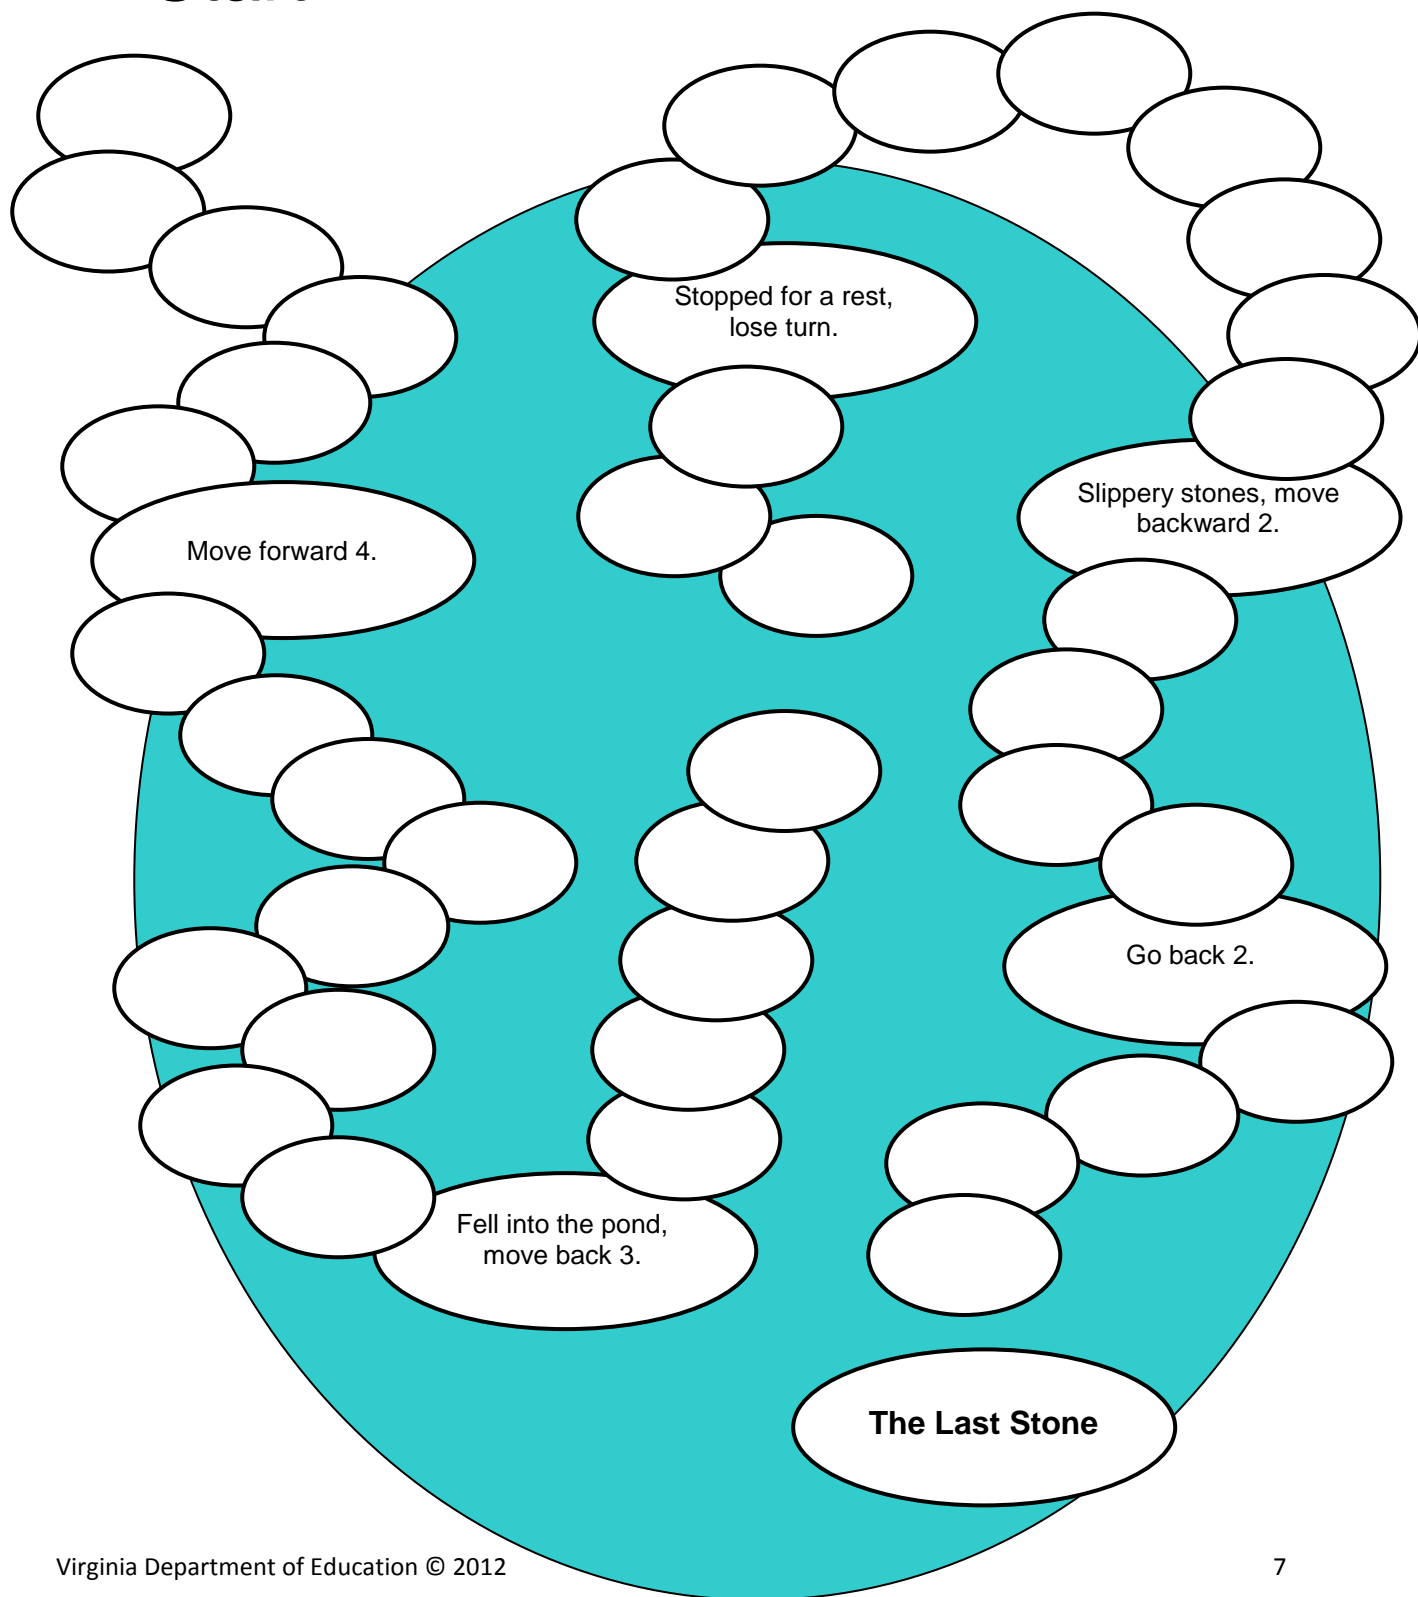 Stopped for a rest,
lose turn.
Slippery stones, move
backward 2.
Move forward 4.
Go back 2.
Fell into the pond,
move back 3.
The Last Stone
Virginia Department of Education © 2012
7